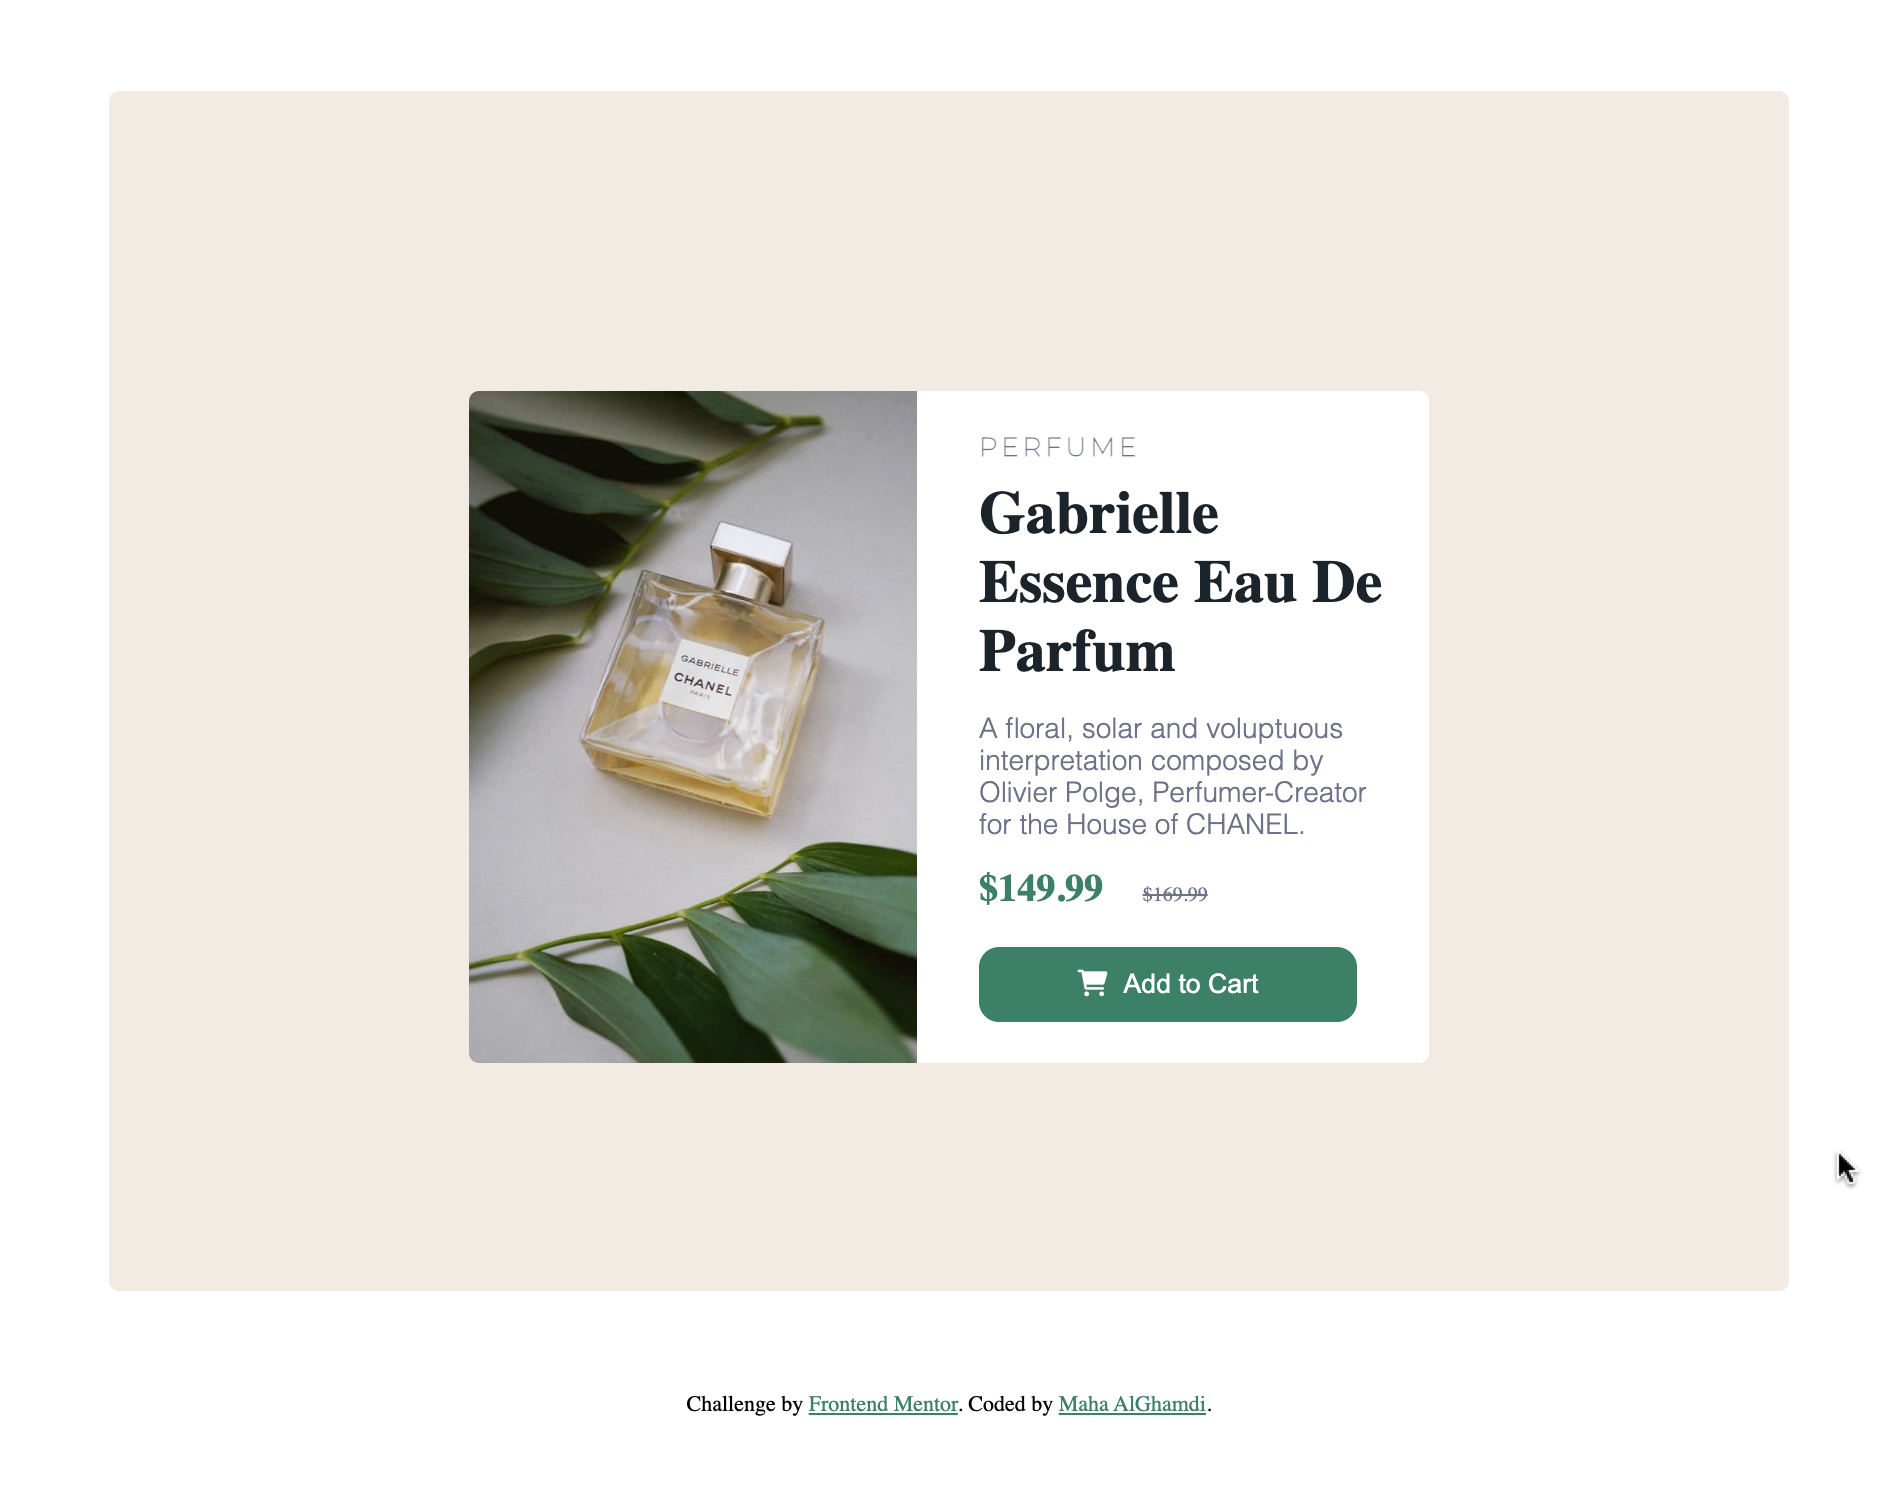 GABRIELLE
CHANEL
PARIS
PERFUME
Gabrielle
Essence Eau De
Parfum
A floral, solar and voluptuous
interpretation composed by
Olivier Polge, Perfumer-Creator
for the House of CHANEL.
$149.99 $169.99
Add to Cart
Challenge by Frontend Mentor. Coded by Maha AlGhamdi.